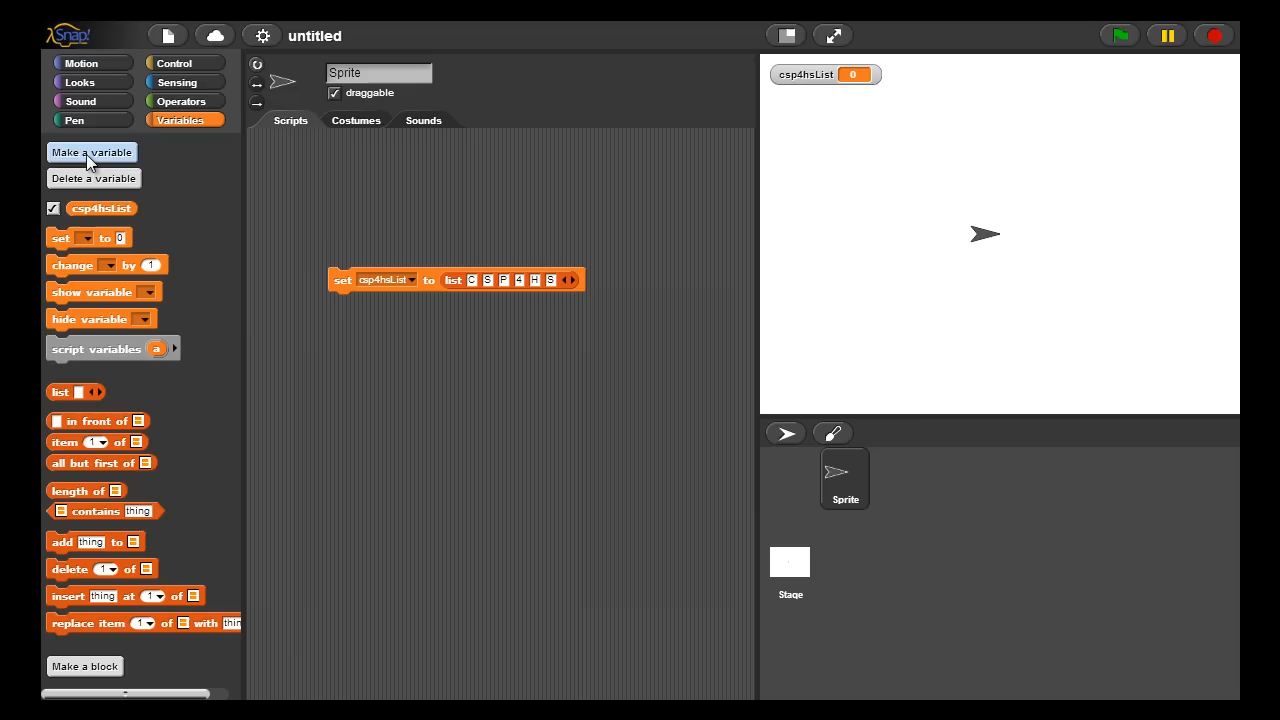 λSnap!
untitled
Motion
Control
Looks
Sensing
Sound
Operators
Pen
Variables
Make a variable
Delete a variable
csp4hsList
set to 0
change by 1
show variable
hide variable
script variables a
list
in front of
item 1 of
all but first of
length of
contains thing
add thing to
delete 1 of
insert thing at 1 of
replace item 1 of with thin
Make a block
Sprite
draggable
Scripts
Costumes
Sounds
set csp4hsList to list C S P 4 H S
csp4hsList 0
Sprite
Stage